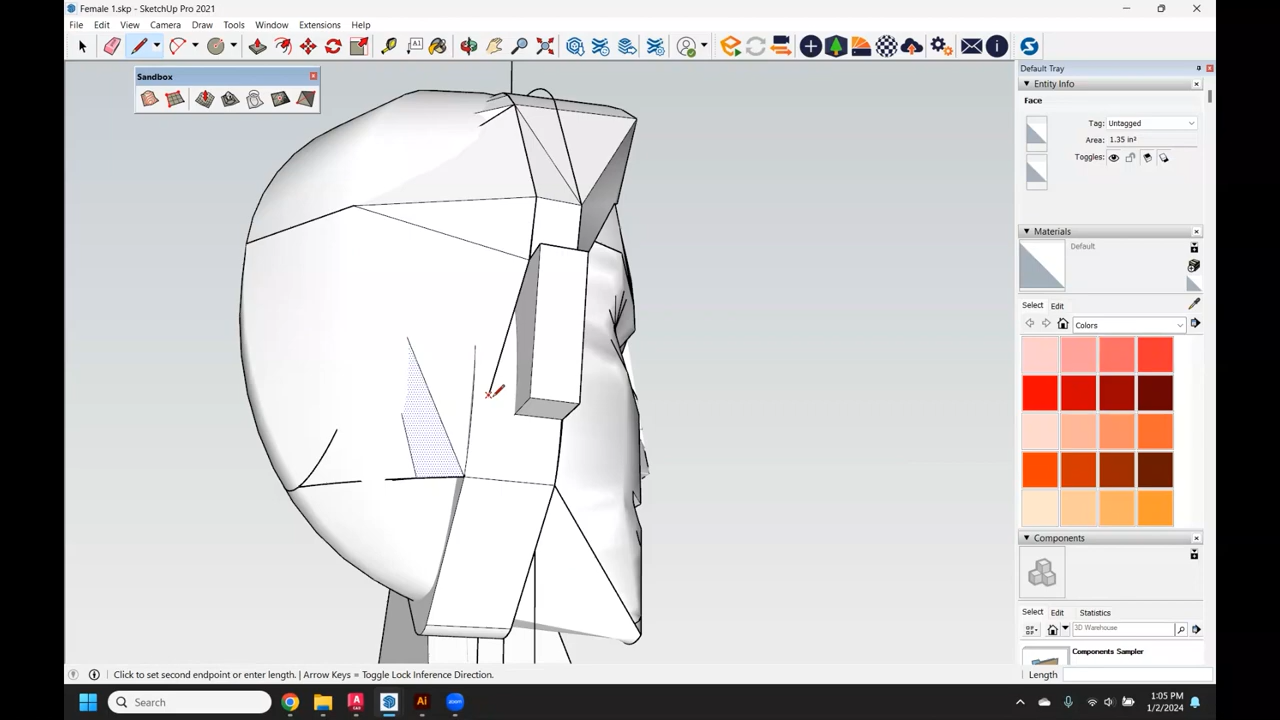 Female 1.skp - SketchUp Pro 2021
File Edit View Camera Draw Tools Window Extensions Help
Sandbox
Default Tray
Entity Info
Face
Tag: Untagged
Area: 1.35 in²
Toggles:
Materials
Default
Select Edit
Colors
Components
Select Edit Statistics
3D Warehouse
Components Sampler
Click to set second endpoint or enter length. | Arrow Keys = Toggle Lock Inference Direction.
Length
Search
1:05 PM
1/2/2024